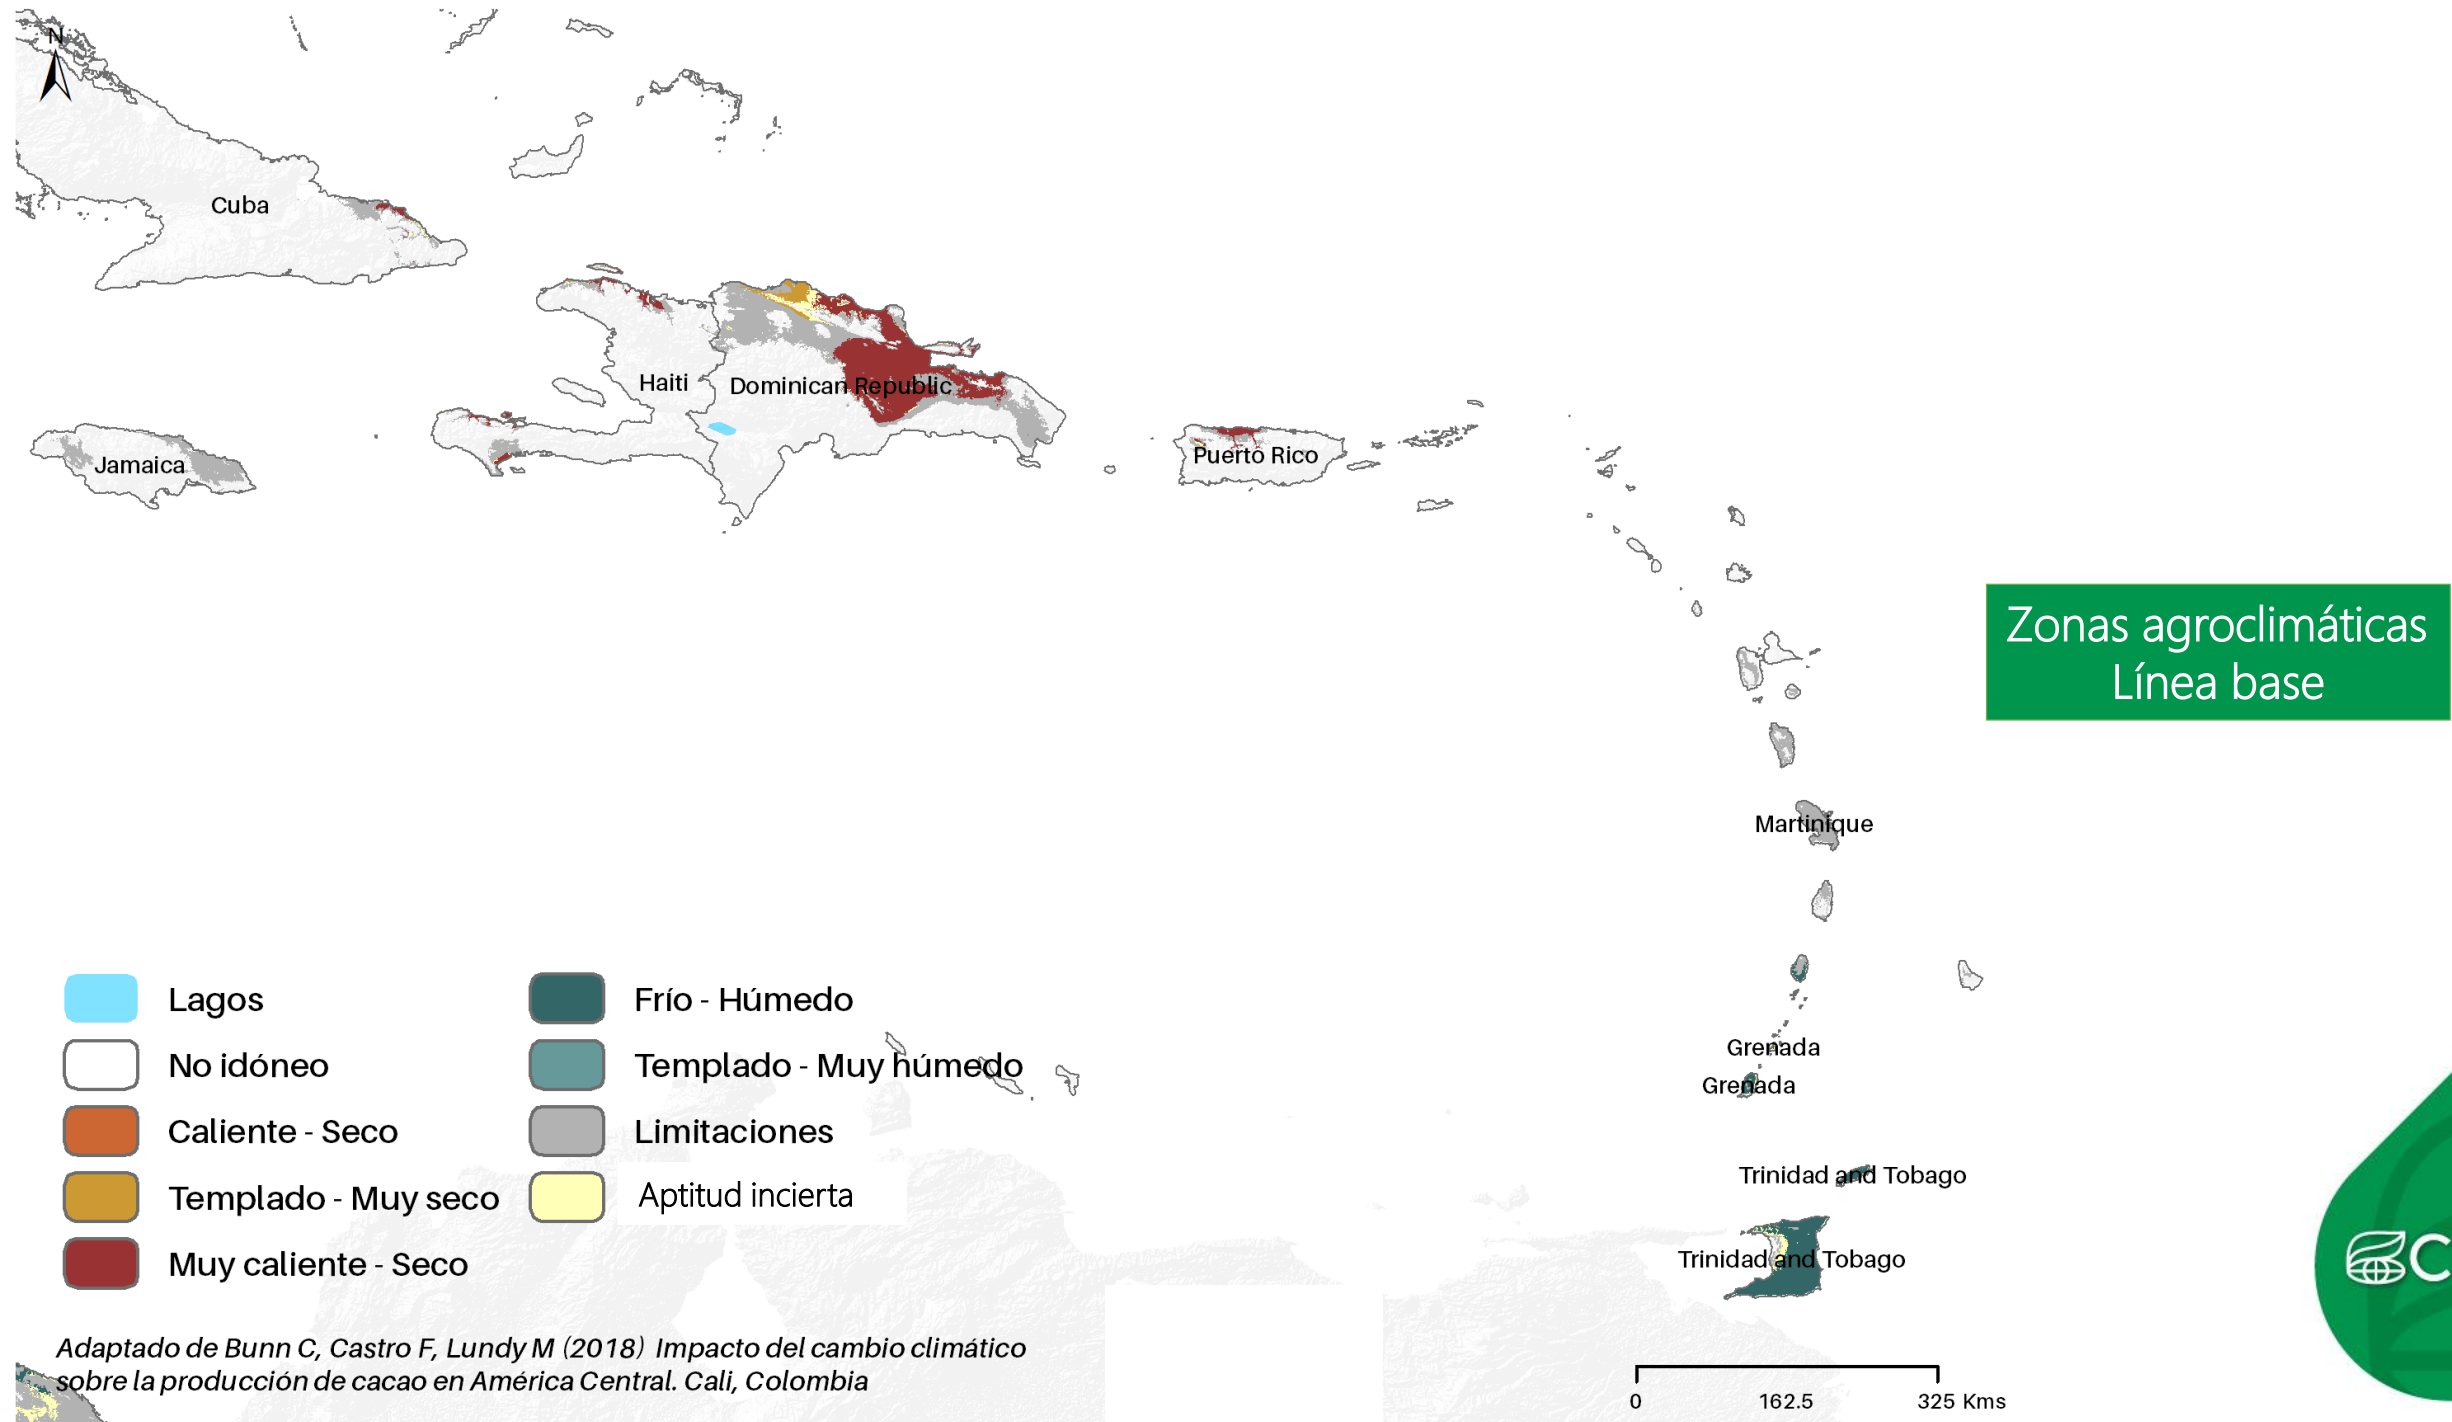 N
Cuba
Haiti
Dominican Republic
Jamaica
Puerto Rico
Zonas agroclimáticas
Línea base
Martinique
Grenada
Grenada
Trinidad and Tobago
Trinidad and Tobago
Lagos
No idóneo
Caliente - Seco
Templado - Muy seco
Muy caliente - Seco
Frío - Húmedo
Templado - Muy húmedo
Limitaciones
Aptitud incierta
Adaptado de Bunn C, Castro F, Lundy M (2018) Impacto del cambio climático
sobre la producción de cacao en América Central. Cali, Colombia
0 162.5 325 Kms
C